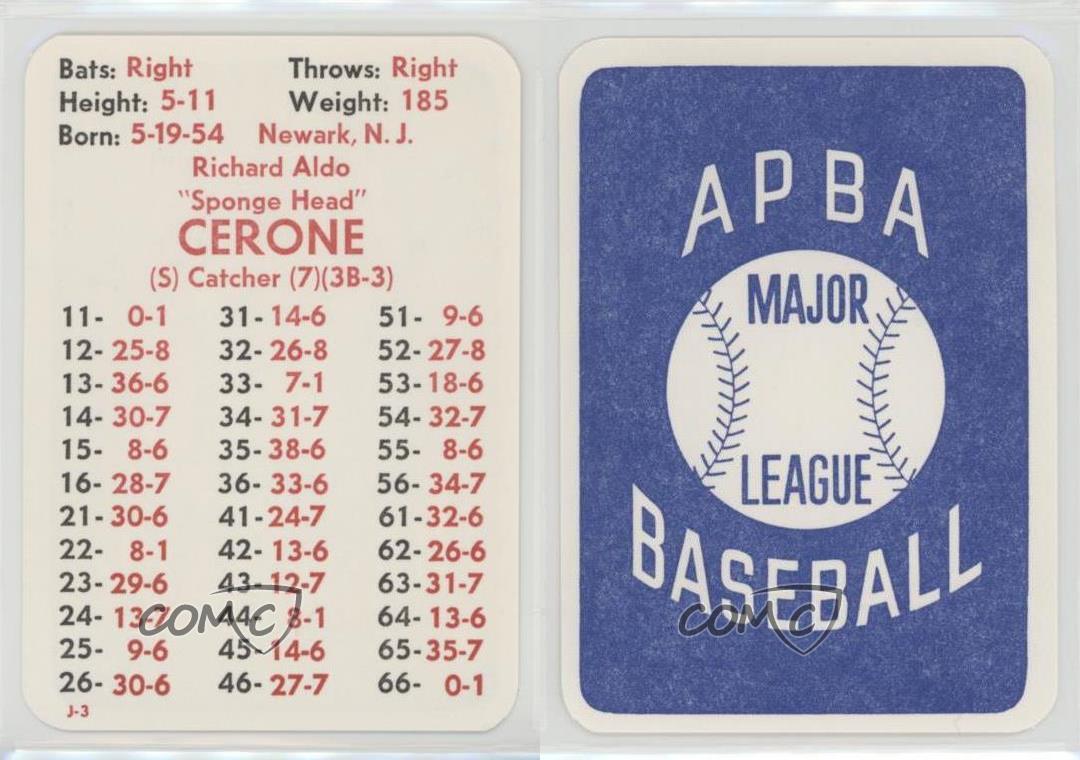 Bats: Right Throws: Right
Height: 5-11 Weight: 185
Born: 5-19-54 Newark, N. J.
Richard Aldo
"Sponge Head"
CERONE
(S) Catcher (7)(3B-3)
11- 0-1 31- 14-6 51- 9-6
12- 25-8 32- 26-8 52- 27-8
13- 36-6 33- 7-1 53- 18-6
14- 30-7 34- 31-7 54- 32-7
15- 8-6 35- 38-6 55- 8-6
16- 28-7 36- 33-6 56- 34-7
21- 30-6 41- 24-7 61- 32-6
22- 8-1 42- 13-6 62- 26-6
23- 29-6 43- 12-7 63- 31-7
24- 13-7 44- 8-1 64- 13-6
25- 9-6 45- 14-6 65- 35-7
26- 30-6 46- 27-7 66- 0-1
J-3
COMC
APBA
MAJOR
LEAGUE
BASEBALL
COMC